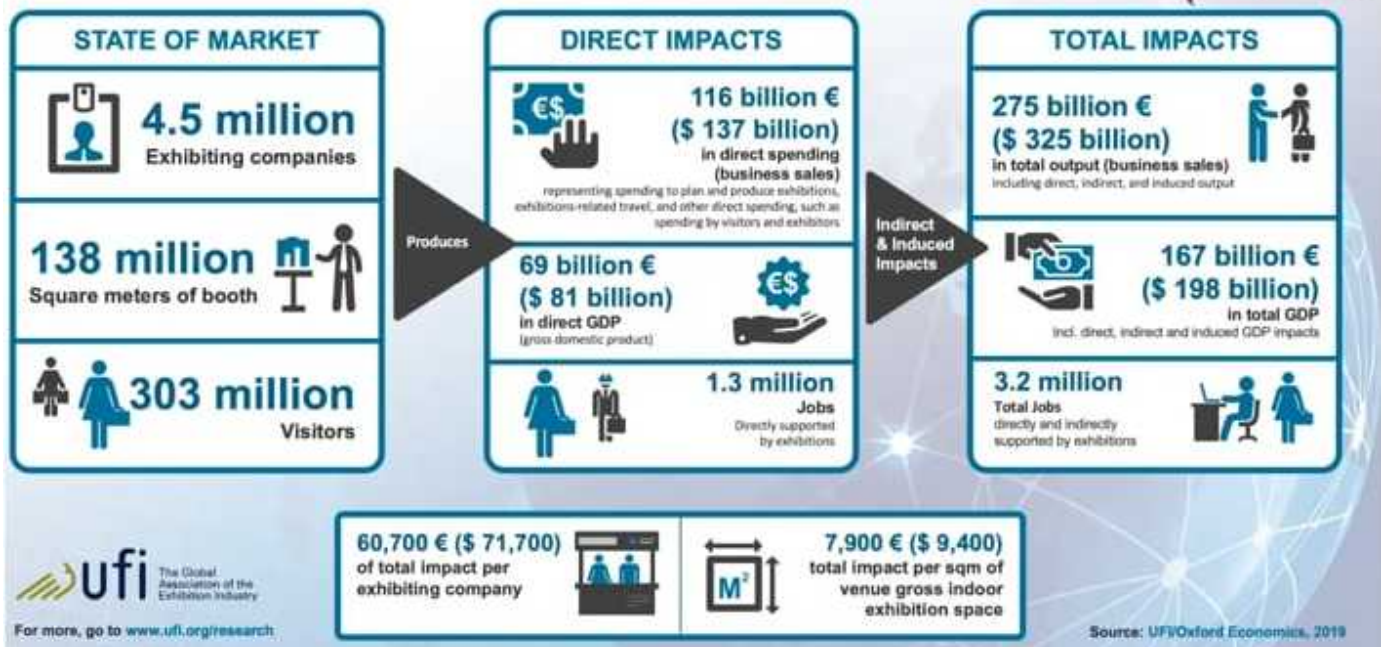 STATE OF MARKET
4.5 million
Exhibiting companies
138 million
Square meters of booth
303 million
Visitors
Produces
DIRECT IMPACTS
€$
116 billion €
($ 137 billion)
in direct spending
(business sales)
representing spending to plan and produce exhibitions,
exhibitions-related travel, and other direct spending, such as
spending by visitors and exhibitors
69 billion €
($ 81 billion)
in direct GDP
(gross domestic product)
€$
1.3 million
Jobs
Directly supported
by exhibitions
Indirect
& Induced
Impacts
TOTAL IMPACTS
275 billion €
($ 325 billion)
in total output (business sales)
including direct, indirect, and induced output
167 billion €
($ 198 billion)
in total GDP
Incl. direct, indirect and induced GDP impacts
3.2 million
Total Jobs
directly and indirectly
supported by exhibitions
ufi
The Global
Association of the
Exhibition Industry
For more, go to www.ufi.org/research
60,700 € ($ 71,700)
of total impact per
exhibiting company
M²
7,900 € ($ 9,400)
total impact per sqm of
venue gross indoor
exhibition space
Source: UFI/Oxford Economics, 2019